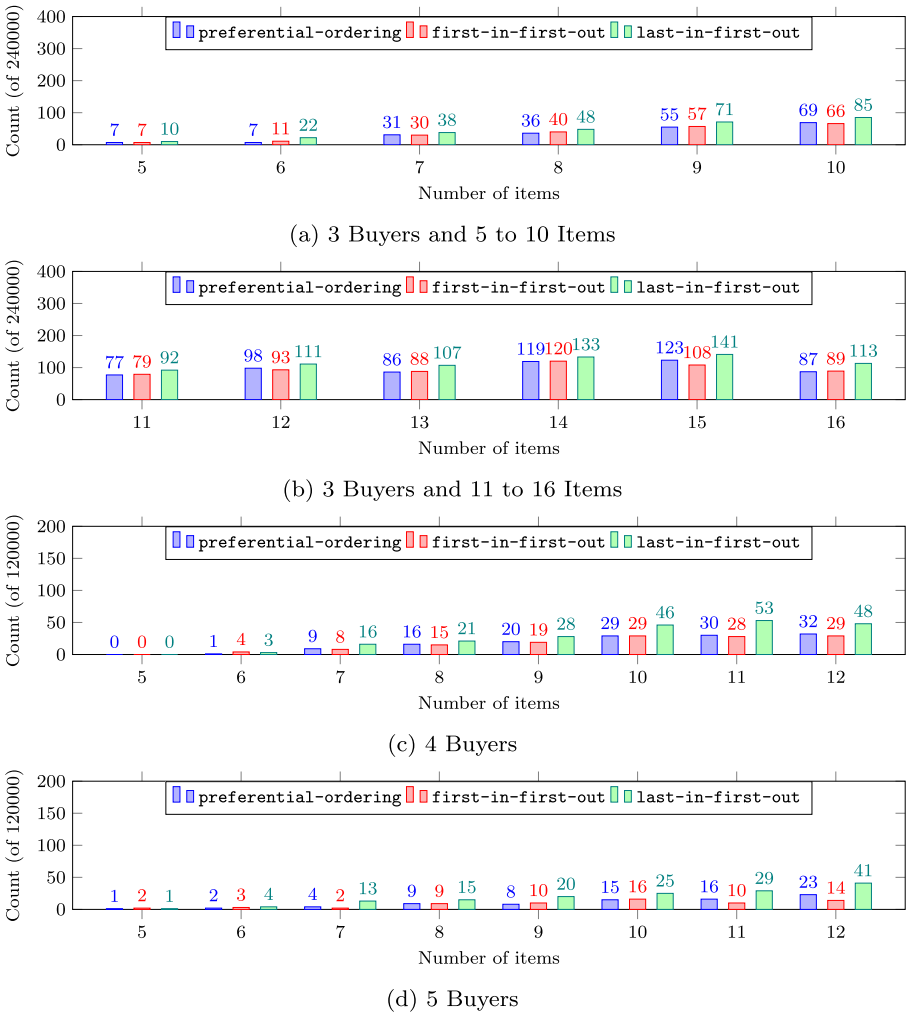 400
300
200
100
0
Count (of 240000)
preferential-ordering first-in-first-out last-in-first-out
7 7 10 7 11 22 31 30 38 36 40 48 55 57 71 69 66 85
5 6 7 8 9 10
Number of items
(a) 3 Buyers and 5 to 10 Items
400
300
200
100
0
Count (of 240000)
preferential-ordering first-in-first-out last-in-first-out
77 79 92 98 93 111 86 88 107 119 120 133 123 108 141 87 89 113
11 12 13 14 15 16
Number of items
(b) 3 Buyers and 11 to 16 Items
200
150
100
50
0
Count (of 120000)
preferential-ordering first-in-first-out last-in-first-out
0 0 0 1 4 3 9 8 16 16 15 21 20 19 28 29 29 46 30 28 53 32 29 48
5 6 7 8 9 10 11 12
Number of items
(c) 4 Buyers
200
150
100
50
0
Count (of 120000)
preferential-ordering first-in-first-out last-in-first-out
1 2 1 2 3 4 4 2 13 9 9 15 8 10 20 15 16 25 16 10 29 23 14 41
5 6 7 8 9 10 11 12
Number of items
(d) 5 Buyers